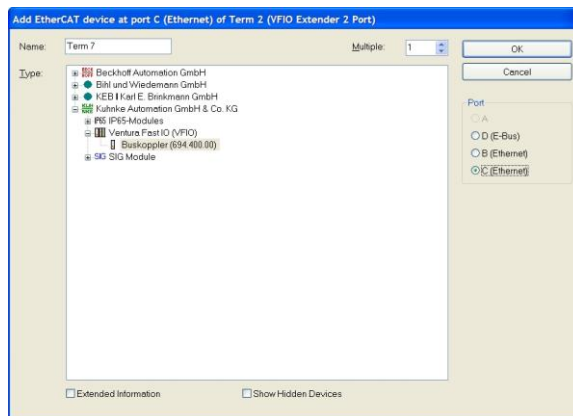 Add EtherCAT device at port C (Ethernet) of Term 2 (VFIO Extender 2 Port)
Name: Term 7 Multiple: 1 OK
Type: Beckhoff Automation GmbH Cancel
Bihl und Wiedemann GmbH
KEB I Karl E. Brinkmann GmbH Port
Kuhnke Automation GmbH & Co. KG A
IP65 IP65-Modules
Ventura Fast IO (VFIO) D (E-Bus)
Buskoppler (694.400.00) B (Ethernet)
SIG SIG Module C (Ethernet)
Extended Information Show Hidden Devices